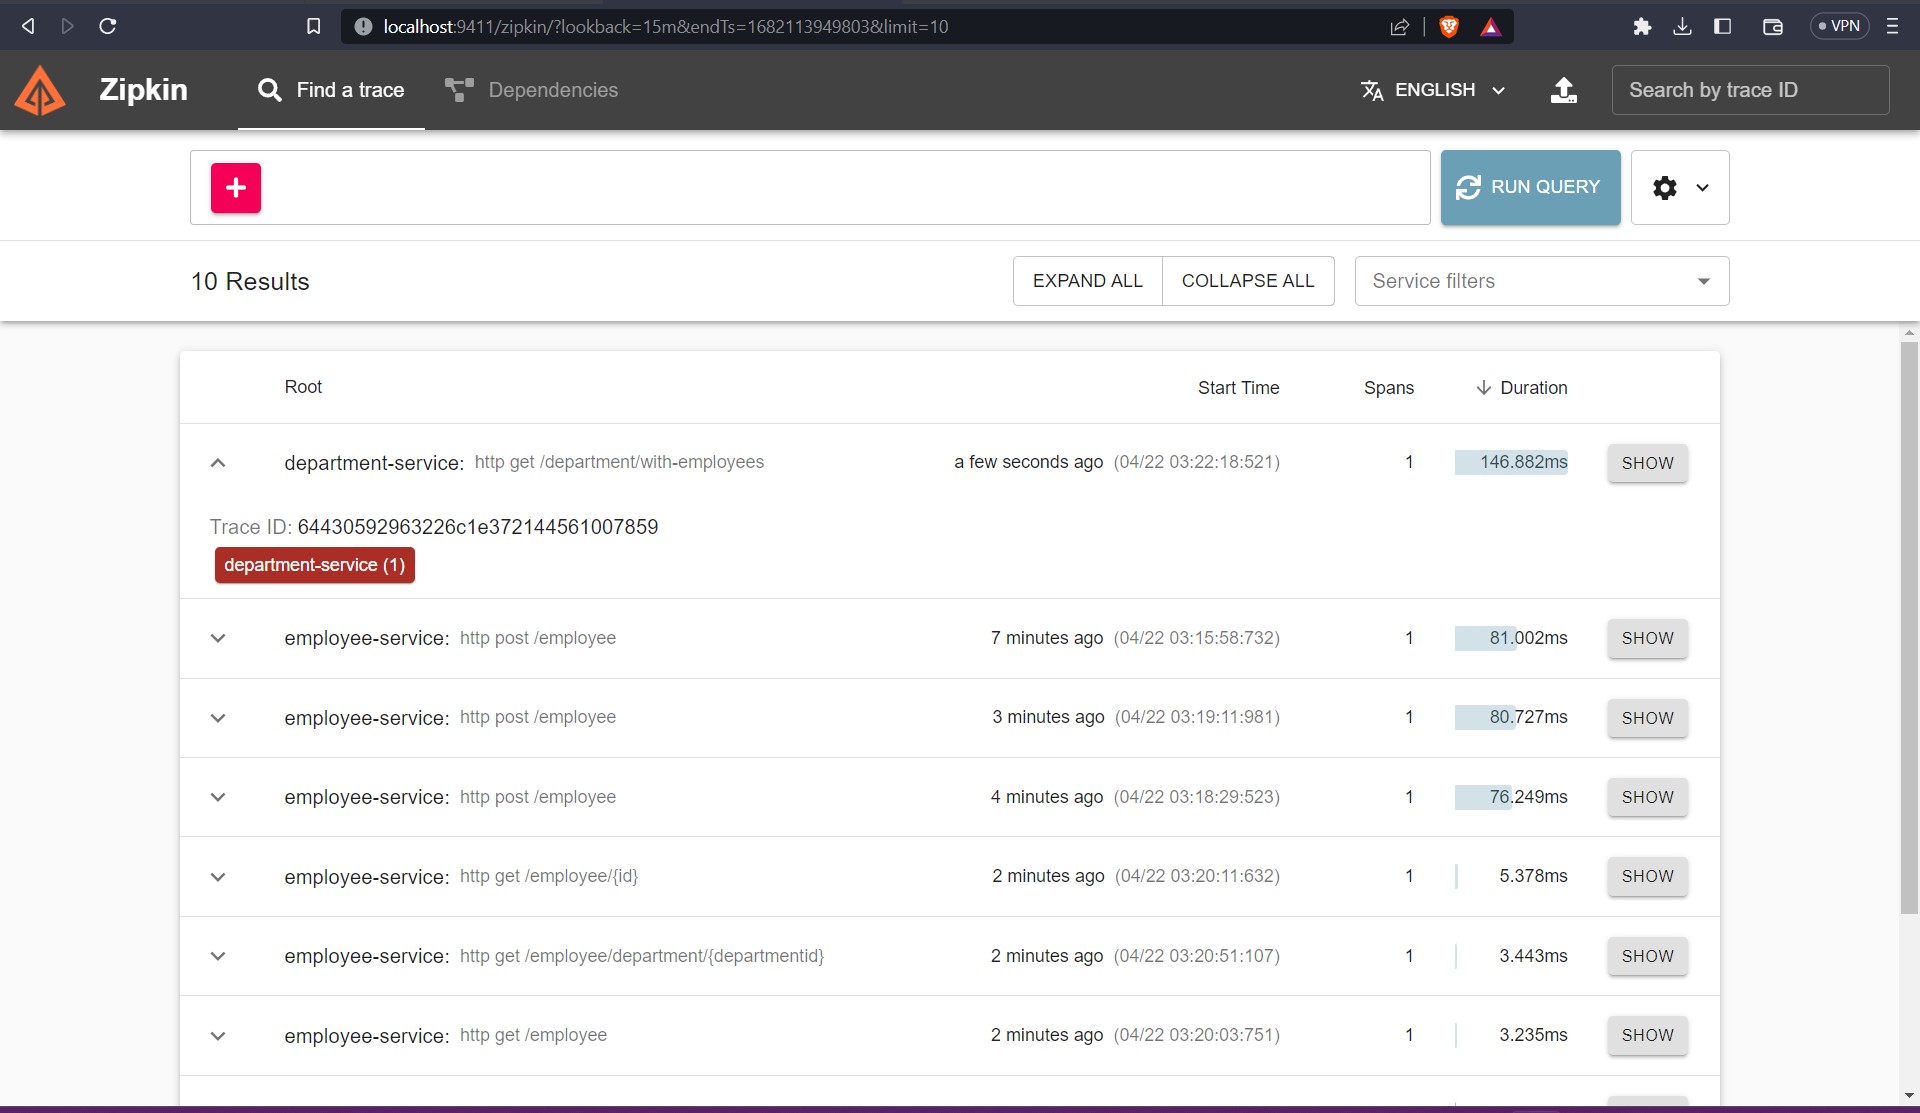 localhost:9411/zipkin/?lookback=15m&endTs=1682113949803&limit=10
VPN
Zipkin
Find a trace
Dependencies
ENGLISH
Search by trace ID
RUN QUERY
10 Results
EXPAND ALL
COLLAPSE ALL
Service filters
Root Start Time Spans Duration
department-service: http get /department/with-employees a few seconds ago (04/22 03:22:18:521) 1 146.882ms SHOW
Trace ID: 64430592963226c1e372144561007859
department-service (1)
employee-service: http post /employee 7 minutes ago (04/22 03:15:58:732) 1 81.002ms SHOW
employee-service: http post /employee 3 minutes ago (04/22 03:19:11:981) 1 80.727ms SHOW
employee-service: http post /employee 4 minutes ago (04/22 03:18:29:523) 1 76.249ms SHOW
employee-service: http get /employee/{id} 2 minutes ago (04/22 03:20:11:632) 1 5.378ms SHOW
employee-service: http get /employee/department/{departmentid} 2 minutes ago (04/22 03:20:51:107) 1 3.443ms SHOW
employee-service: http get /employee 2 minutes ago (04/22 03:20:03:751) 1 3.235ms SHOW